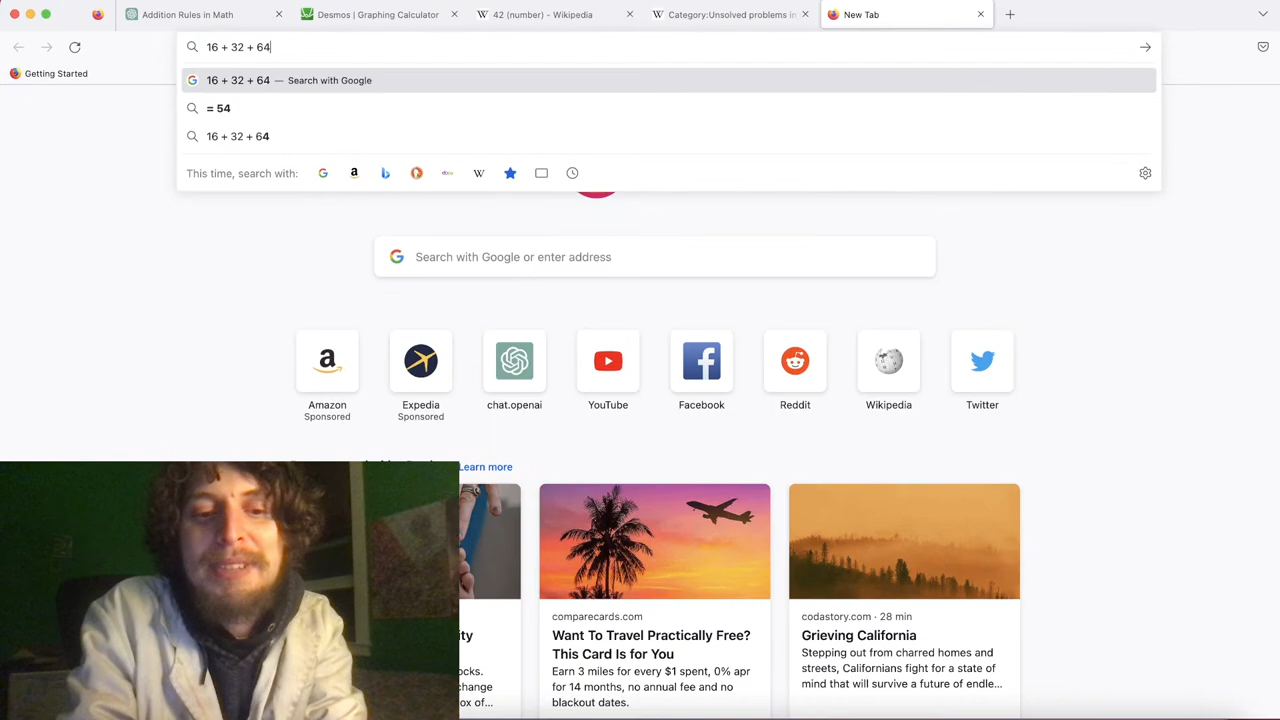 Addition Rules in Math
Desmos | Graphing Calculator
42 (number) - Wikipedia
Category:Unsolved problems in
New Tab
16 + 32 + 64
Getting Started
16 + 32 + 64 — Search with Google
= 54
16 + 32 + 64
This time, search with:
Search with Google or enter address
Amazon
Sponsored
Expedia
Sponsored
chat.openai
YouTube
Facebook
Reddit
Wikipedia
Twitter
Learn more
comparecards.com
Want To Travel Practically Free?
This Card is for You
Earn 3 miles for every $1 spent, 0% apr
for 14 months, no annual fee and no
blackout dates.
codastory.com · 28 min
Grieving California
Stepping out from charred homes and
streets, Californians fight for a state of
mind that will survive a future of endle...